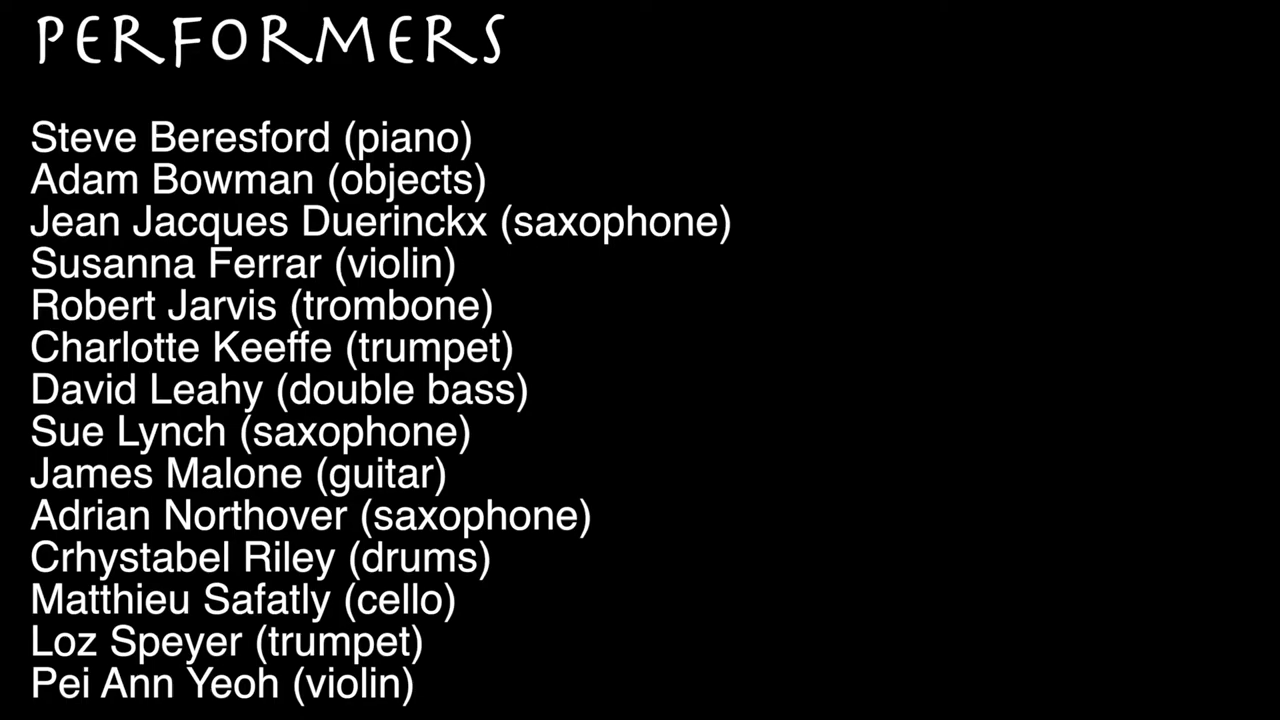 PERFORMERS
Steve Beresford (piano)
Adam Bowman (objects)
Jean Jacques Duerinckx (saxophone)
Susanna Ferrar (violin)
Robert Jarvis (trombone)
Charlotte Keeffe (trumpet)
David Leahy (double bass)
Sue Lynch (saxophone)
James Malone (guitar)
Adrian Northover (saxophone)
Crhystabel Riley (drums)
Matthieu Safatly (cello)
Loz Speyer (trumpet)
Pei Ann Yeoh (violin)